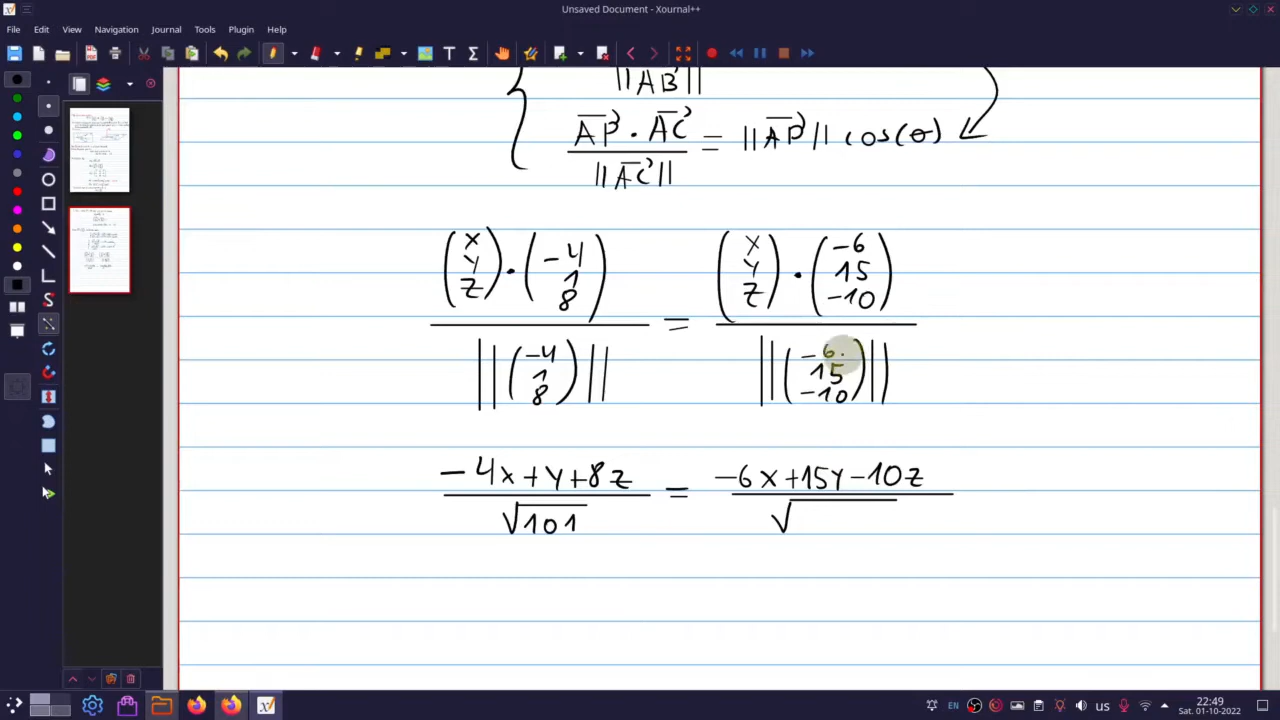 Unsaved Document - Xournal++
File Edit View Navigation Journal Tools Plugin Help
||AB||
AP · AC = ||AP|| cos(θ)
||AC||
(x y z) · (-4 1 8) = (x y z) · (-6 15 -10)
||(-4 1 8)|| ||(-6 15 -10)||
-4x+y+8z = -6x+15y-10z
√101 √
EN us 22:49
Sat. 01-10-2022